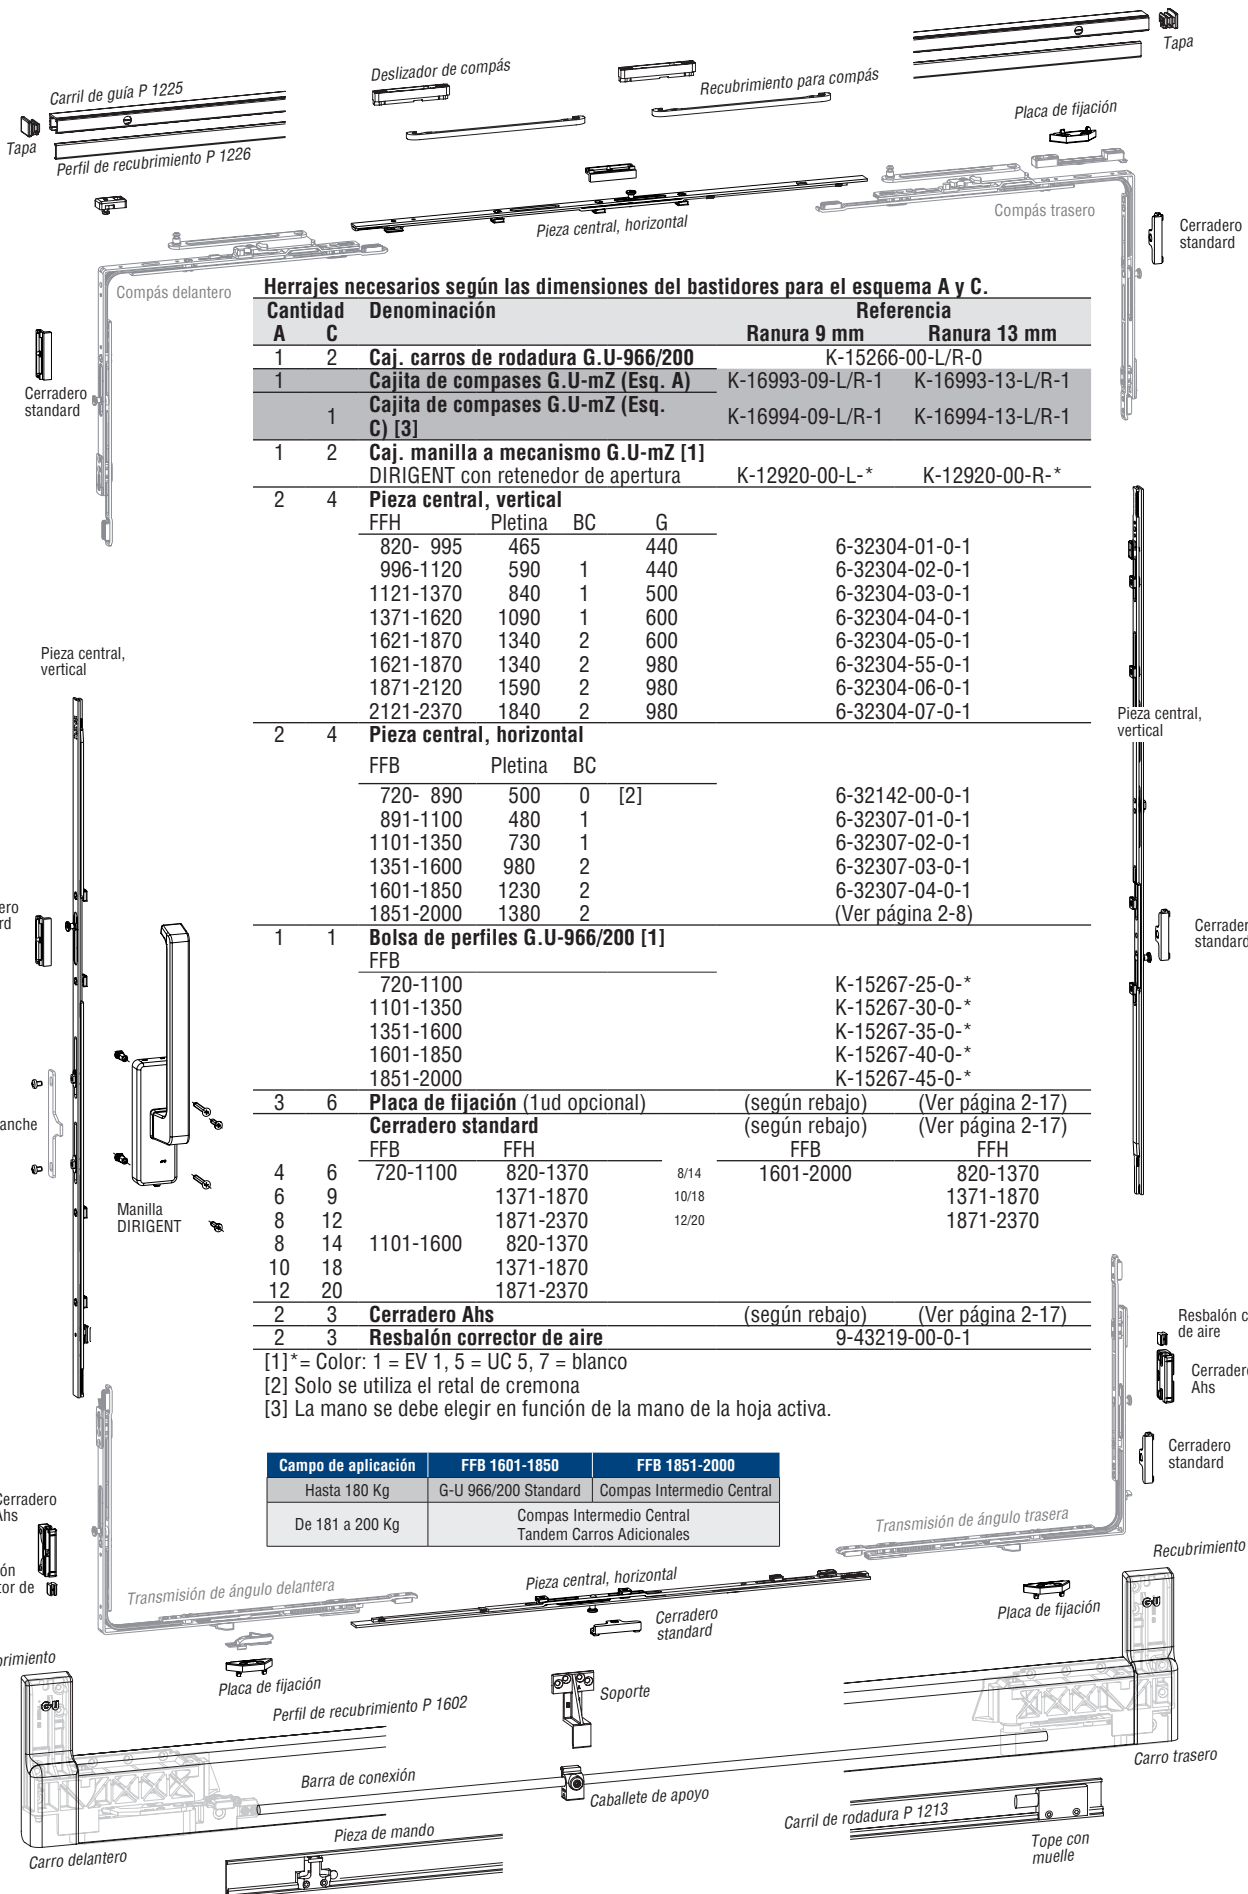 Carril de guía P 1225
Tapa
Perfil de recubrimiento P 1226
Deslizador de compás
Recubrimiento para compás
Tapa
Placa de fijación
Pieza central, horizontal
Compás trasero
Cerradero
standard
Compás delantero
Cerradero
standard
Herrajes necesarios según las dimensiones del bastidores para el esquema A y C.
Cantidad Denominación Referencia
A C Ranura 9 mm Ranura 13 mm
1 2 Caj. carros de rodadura G.U-966/200 K-15266-00-L/R-0
1 Cajita de compases G.U-mZ (Esq. A) K-16993-09-L/R-1 K-16993-13-L/R-1
1 Cajita de compases G.U-mZ (Esq.
C) [3] K-16994-09-L/R-1 K-16994-13-L/R-1
1 2 Caj. manilla a mecanismo G.U-mZ [1]
DIRIGENT con retenedor de apertura K-12920-00-L-* K-12920-00-R-*
2 4 Pieza central, vertical
FFH Pletina BC G
820- 995 465 440 6-32304-01-0-1
996-1120 590 1 440 6-32304-02-0-1
1121-1370 840 1 500 6-32304-03-0-1
1371-1620 1090 1 600 6-32304-04-0-1
1621-1870 1340 2 600 6-32304-05-0-1
1621-1870 1340 2 980 6-32304-55-0-1
1871-2120 1590 2 980 6-32304-06-0-1
2121-2370 1840 2 980 6-32304-07-0-1
2 4 Pieza central, horizontal
FFB Pletina BC
720- 890 500 0 [2] 6-32142-00-0-1
891-1100 480 1 6-32307-01-0-1
1101-1350 730 1 6-32307-02-0-1
1351-1600 980 2 6-32307-03-0-1
1601-1850 1230 2 6-32307-04-0-1
1851-2000 1380 2 (Ver página 2-8)
1 1 Bolsa de perfiles G.U-966/200 [1]
FFB
720-1100 K-15267-25-0-*
1101-1350 K-15267-30-0-*
1351-1600 K-15267-35-0-*
1601-1850 K-15267-40-0-*
1851-2000 K-15267-45-0-*
3 6 Placa de fijación (1ud opcional) (según rebajo) (Ver página 2-17)
Cerradero standard (según rebajo) (Ver página 2-17)
FFB FFH FFB FFH
4 6 720-1100 820-1370 8/14 1601-2000 820-1370
6 9 1371-1870 10/18 1371-1870
8 12 1871-2370 12/20 1871-2370
8 14 1101-1600 820-1370
10 18 1371-1870
12 20 1871-2370
2 3 Cerradero Ahs (según rebajo) (Ver página 2-17)
2 3 Resbalón corrector de aire 9-43219-00-0-1
[1]*= Color: 1 = EV 1, 5 = UC 5, 7 = blanco
[2] Solo se utiliza el retal de cremona
[3] La mano se debe elegir en función de la mano de la hoja activa.
Campo de aplicación FFB 1601-1850 FFB 1851-2000
Hasta 180 Kg G-U 966/200 Standard Compas Intermedio Central
De 181 a 200 Kg Compas Intermedio Central
Tandem Carros Adicionales
Pieza central,
vertical
ero
rd
anche
Manilla
DIRIGENT
Pieza central,
vertical
Cerradero
standard
Resbalón c
de aire
Cerradero
Ahs
Cerradero
standard
Cerradero
Ahs
ón
tor de
Transmisión de ángulo delantera
Transmisión de ángulo trasera
Pieza central, horizontal
Cerradero
standard
Placa de fijación
Recubrimiento
rimiento
Placa de fijación
Perfil de recubrimiento P 1602
Soporte
G-U
G-U
Barra de conexión
Caballete de apoyo
Carro trasero
Carril de rodadura P 1213
Pieza de mando
Tope con
muelle
Carro delantero